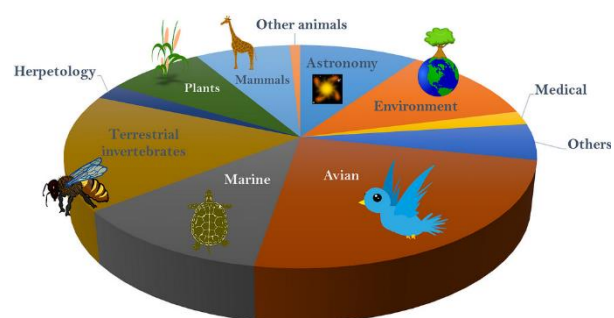 Other animals
Astronomy
Mammals
Plants
Herpetology
Environment
Medical
Others
Terrestrial
invertebrates
Marine
Avian